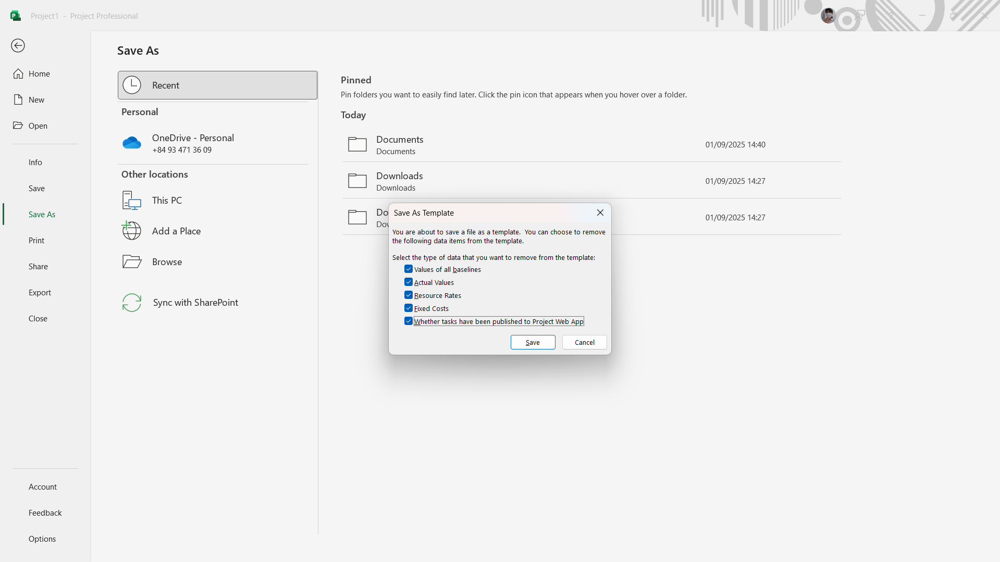 Project1 - Project Professional
Home
New
Open
Info
Save
Save As
Print
Share
Export
Close
Account
Feedback
Options
Save As
Recent
Personal
OneDrive - Personal
+84 93 471 36 09
Other locations
This PC
Add a Place
Browse
Sync with SharePoint
Pinned
Pin folders you want to easily find later. Click the pin icon that appears when you hover over a folder.
Today
Documents
Documents
01/09/2025 14:40
Downloads
Downloads
01/09/2025 14:27
01/09/2025 14:27
Save As Template
You are about to save a file as a template. You can choose to remove
the following data items from the template.
Select the type of data that you want to remove from the template:
Values of all baselines
Actual Values
Resource Rates
Fixed Costs
Whether tasks have been published to Project Web App
Save
Cancel